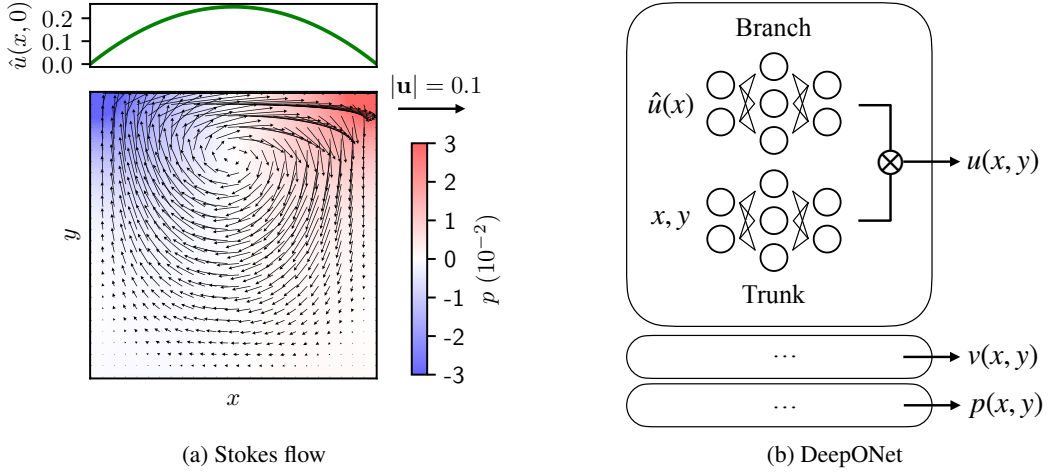 û(x, 0)
0.2
0.1
0.0
|u| = 0.1
y
x
3
2
1
0
-1
-2
-3
p (10⁻²)
(a) Stokes flow
Branch
û(x)
x, y
Trunk
u(x, y)
...
v(x, y)
...
p(x, y)
(b) DeepONet